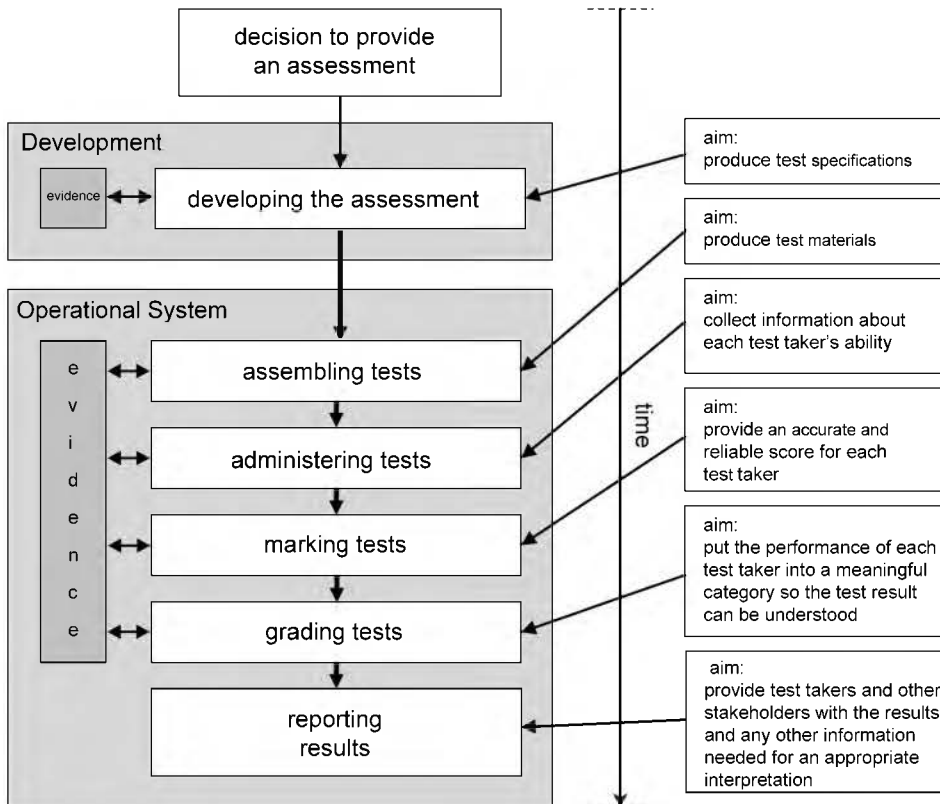 decision to provide
an assessment
Development
evidence
developing the assessment
Operational System
evidence
assembling tests
administering tests
marking tests
grading tests
reporting
results
time
aim:
produce test specifications
aim:
produce test materials
aim:
collect information about
each test taker's ability
aim:
provide an accurate and
reliable score for each
test taker
aim:
put the performance of each
test taker into a meaningful
category so the test result
can be understood
aim:
provide test takers and other
stakeholders with the results
and any other information
needed for an appropriate
interpretation